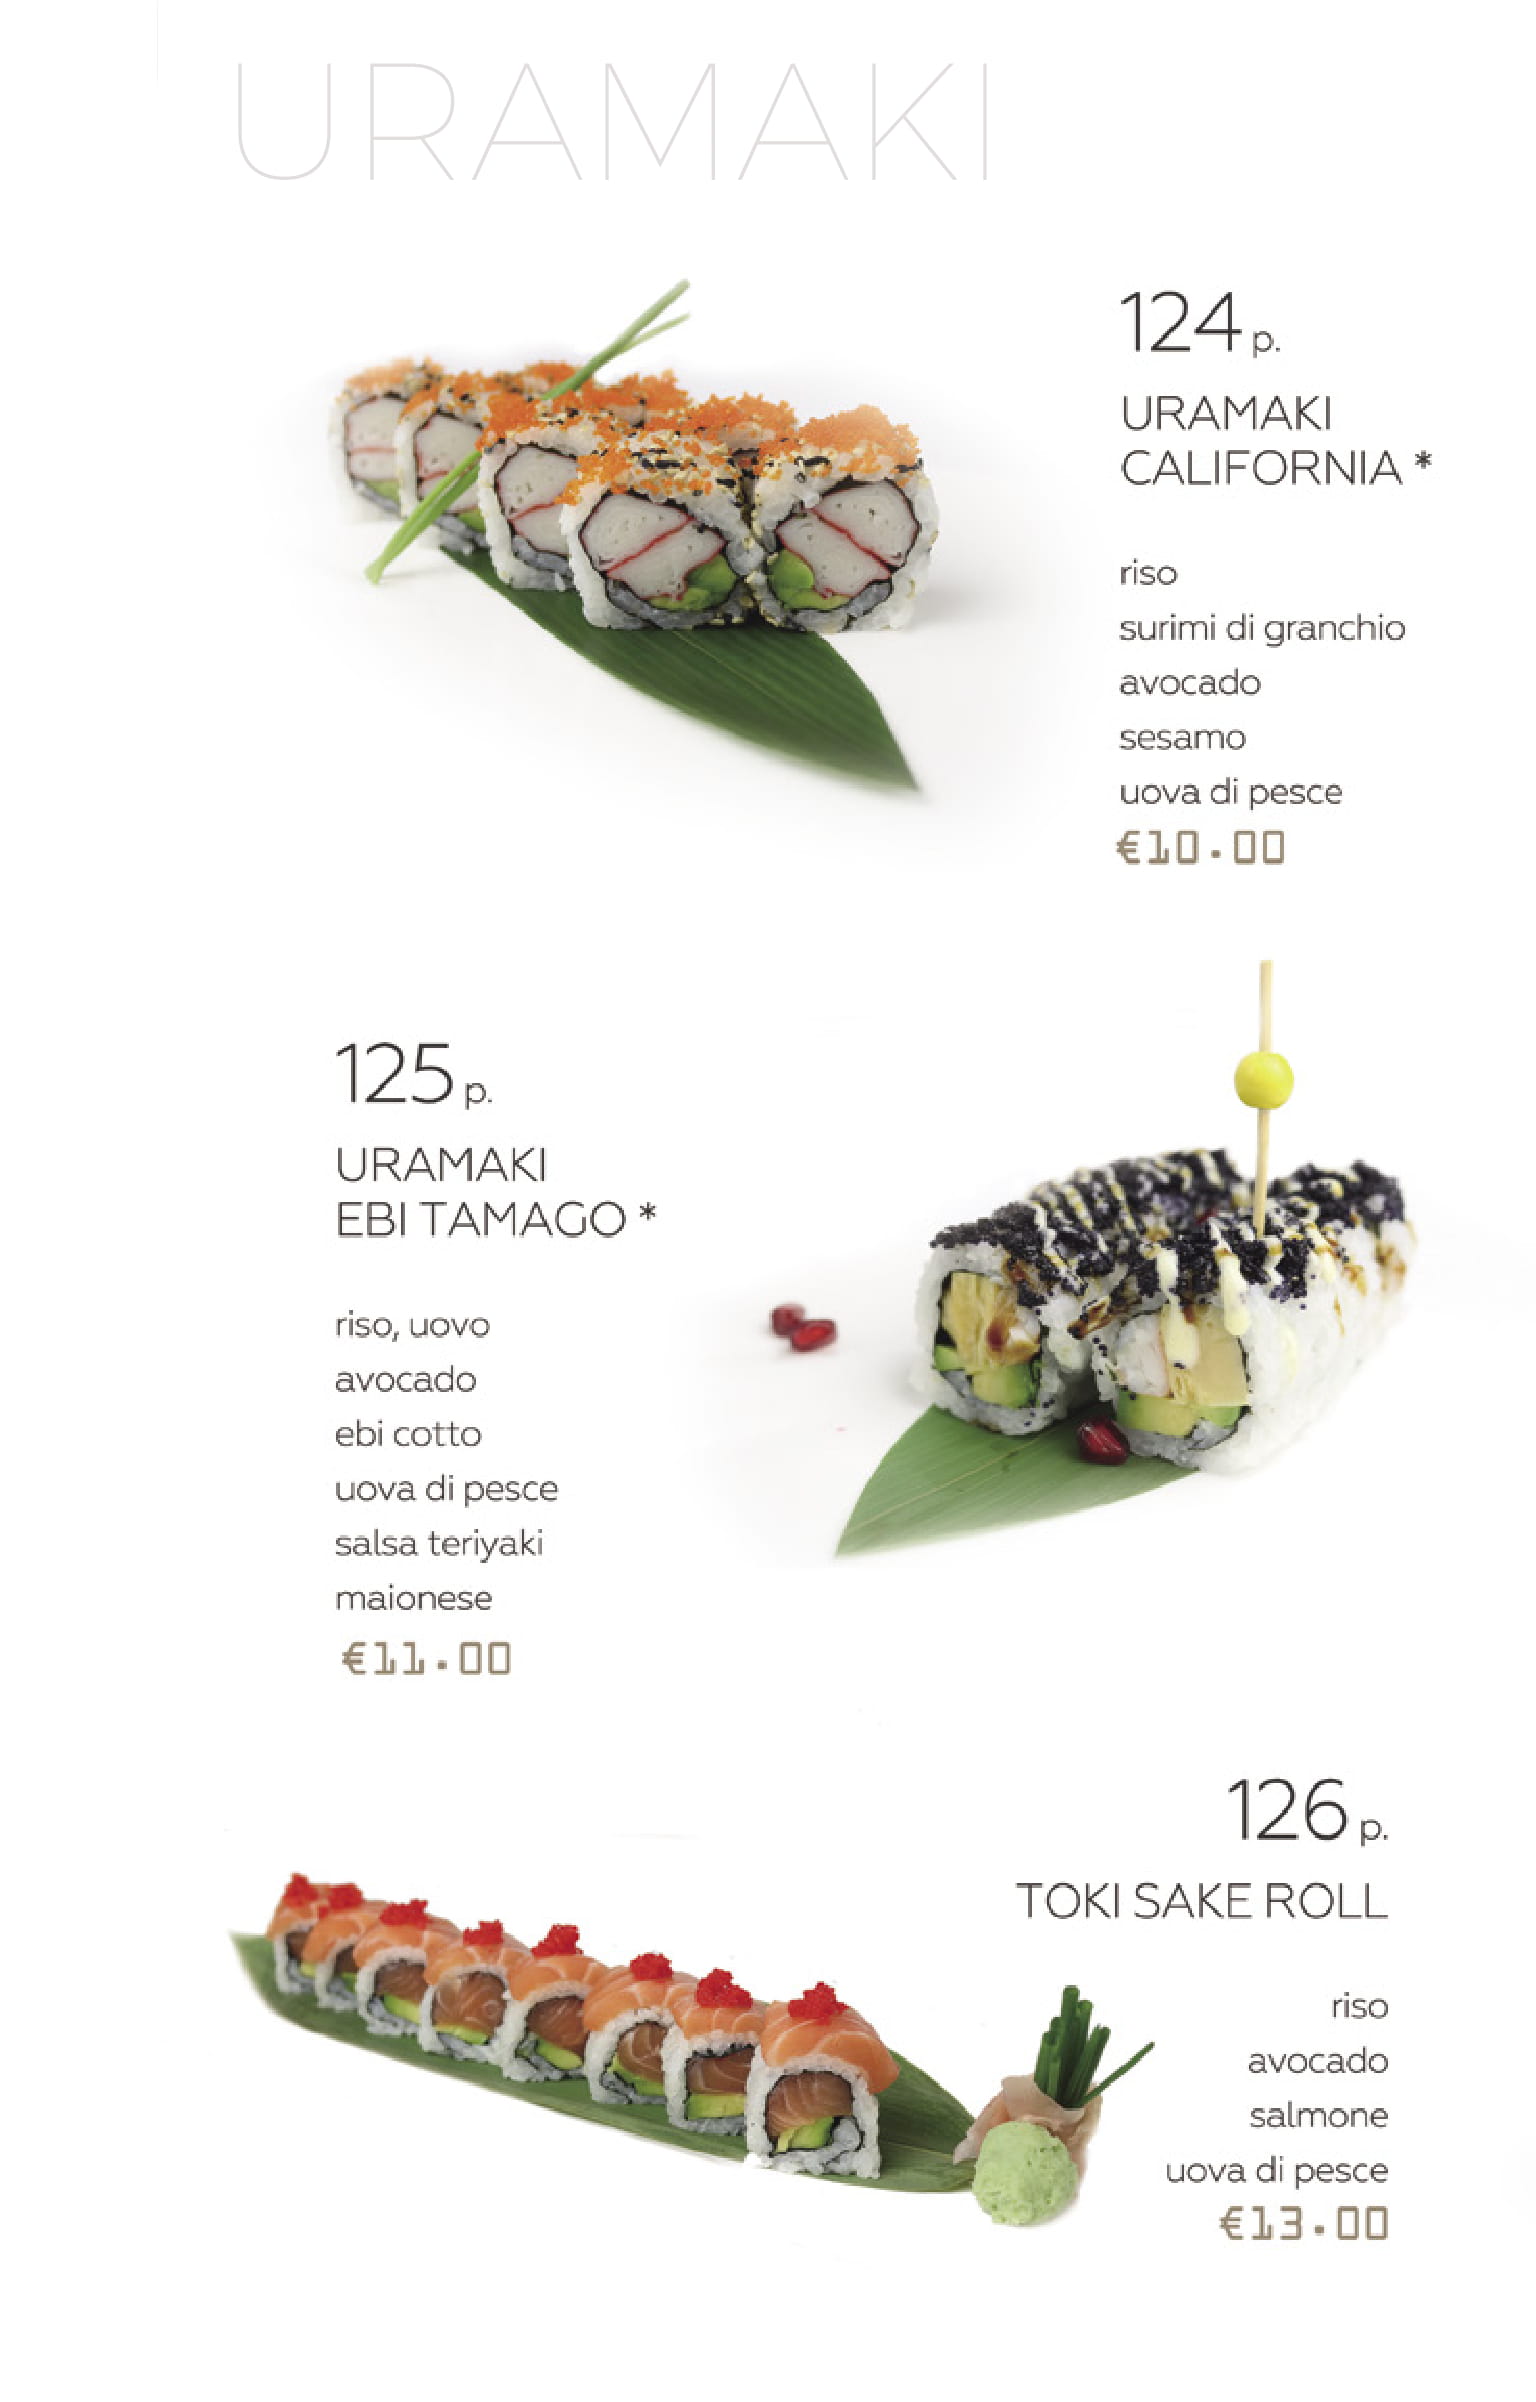 URAMAKI
124 p.
URAMAKI
CALIFORNIA *
riso
surimi di granchio
avocado
sesamo
uova di pesce
€10.00
125 p.
URAMAKI
EBI TAMAGO *
riso, uovo
avocado
ebi cotto
uova di pesce
salsa teriyaki
maionese
€11.00
126 p.
TOKI SAKE ROLL
riso
avocado
salmone
uova di pesce
€13.00